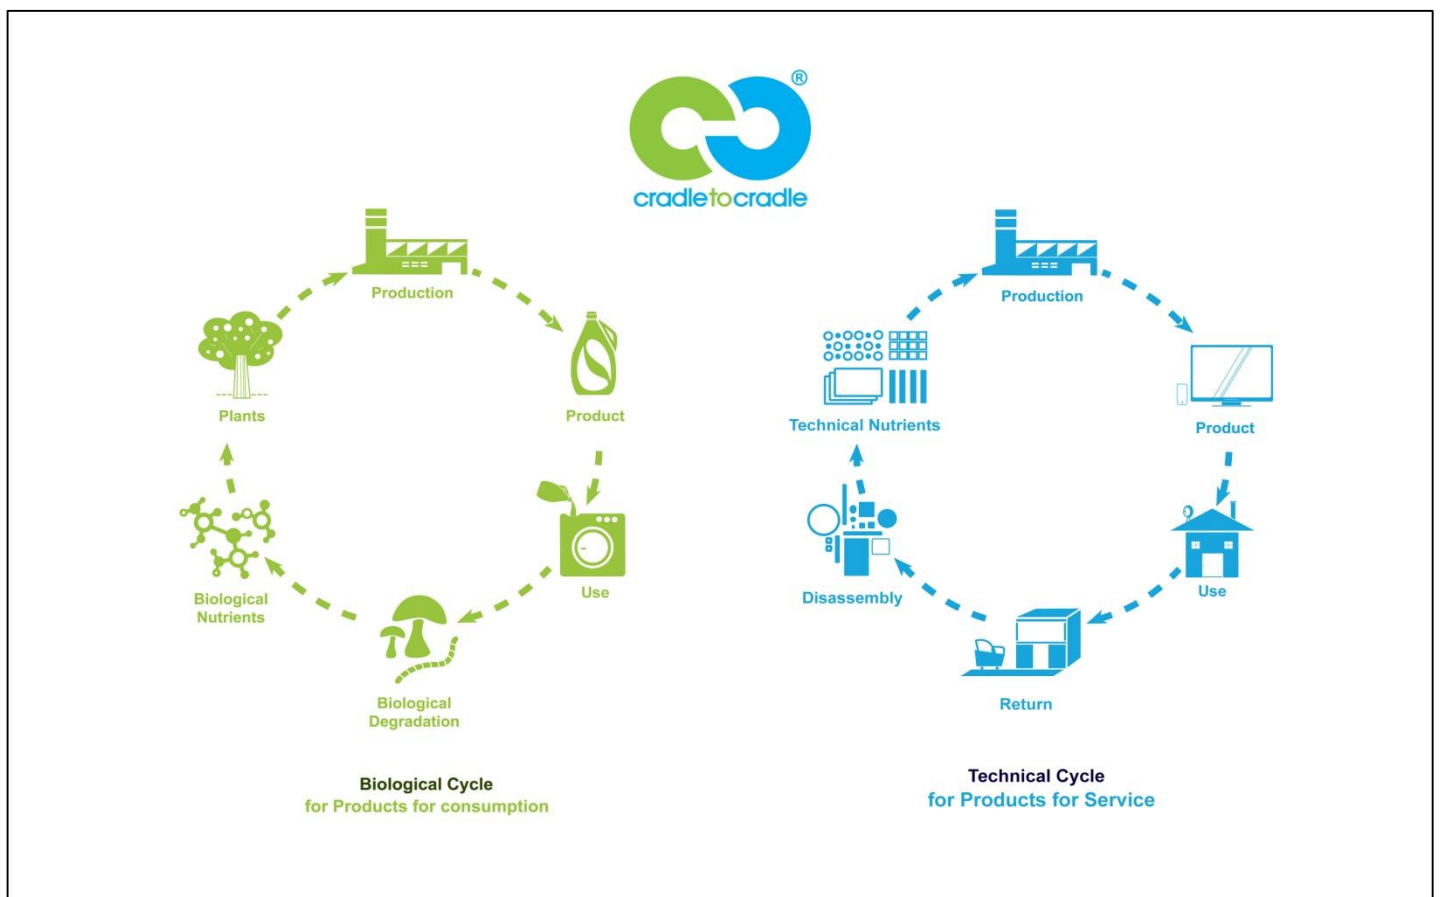 ®
cradletocradle
Production
Plants
Product
Biological
Nutrients
Use
Biological
Degradation
Biological Cycle
for Products for consumption
Production
Technical Nutrients
Product
Disassembly
Use
Return
Technical Cycle
for Products for Service